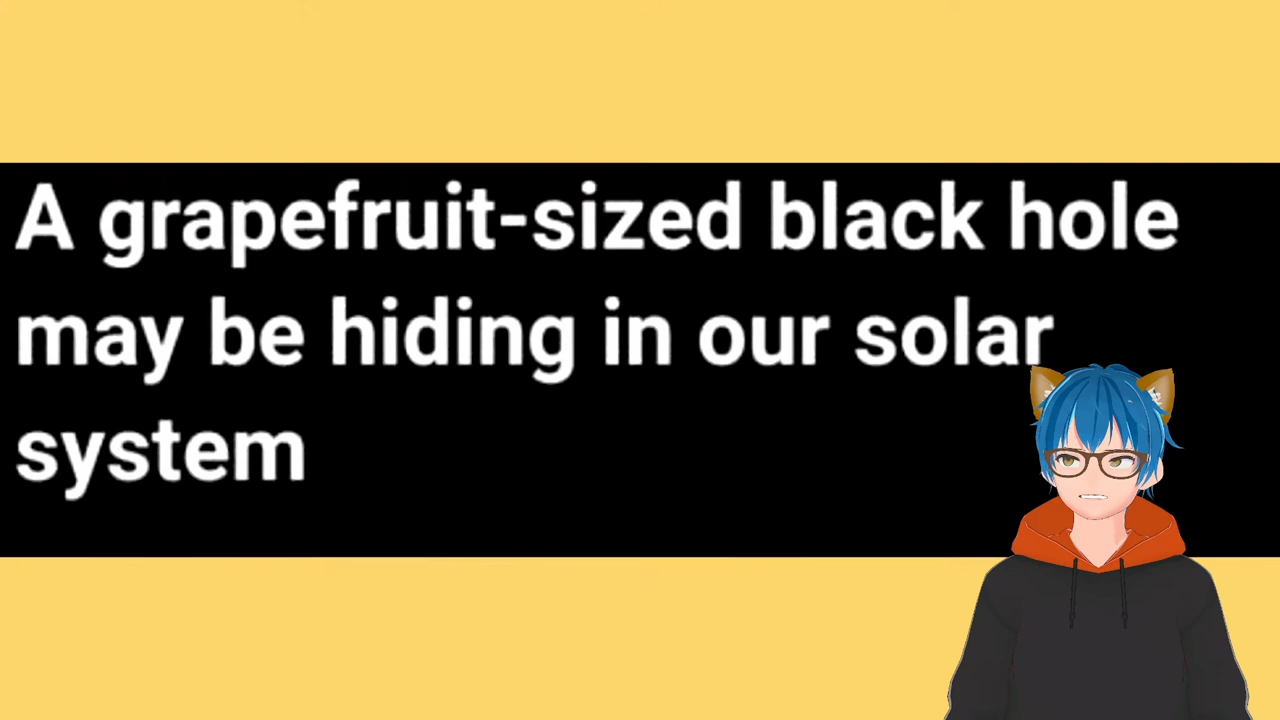 A grapefruit-sized black hole
may be hiding in our solar
system